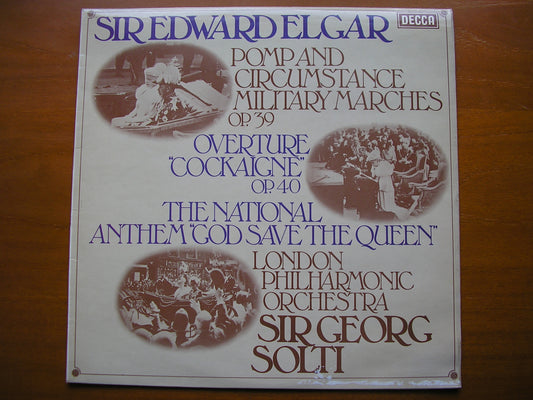 SIR EDWARD ELGAR
DECCA
POMP AND
CIRCUMSTANCE
MILITARY MARCHES
OP. 39
OVERTURE
"COCKAIGNE"
OP. 40
THE NATIONAL
ANTHEM "GOD SAVE THE QUEEN"
LONDON
PHILHARMONIC
ORCHESTRA
SIR GEORG
SOLTI